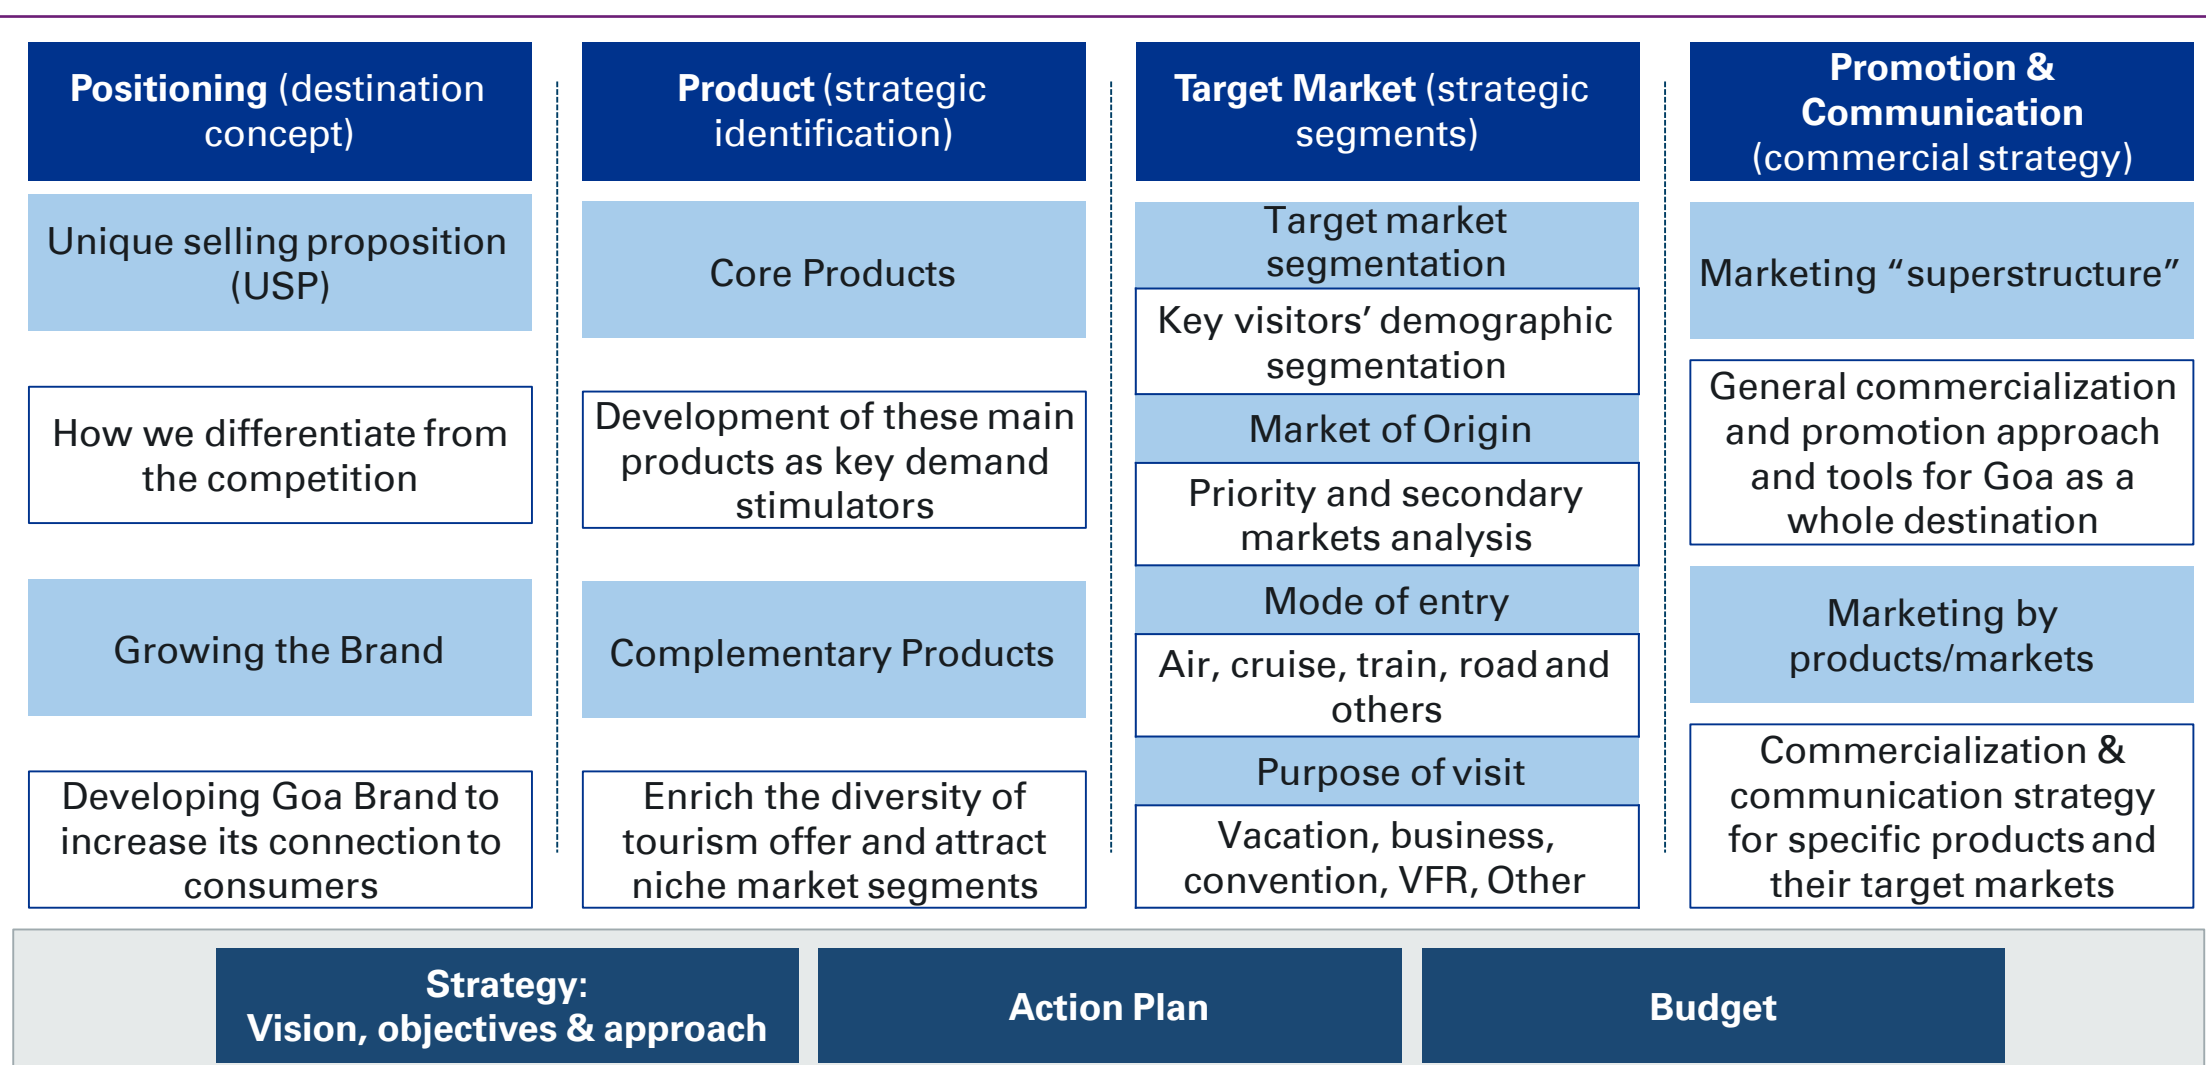 Positioning (destination
concept)
Unique selling proposition
(USP)
How we differentiate from
the competition
Growing the Brand
Developing Goa Brand to
increase its connection to
consumers
Product (strategic
identification)
Core Products
Development of these main
products as key demand
stimulators
Complementary Products
Enrich the diversity of
tourism offer and attract
niche market segments
Target Market (strategic
segments)
Target market
segmentation
Key visitors’ demographic
segmentation
Market of Origin
Priority and secondary
markets analysis
Mode of entry
Air, cruise, train, road and
others
Purpose of visit
Vacation, business,
convention, VFR, Other
Promotion &
Communication
(commercial strategy)
Marketing “superstructure”
General commercialization
and promotion approach
and tools for Goa as a
whole destination
Marketing by
products/markets
Commercialization &
communication strategy
for specific products and
their target markets
Strategy:
Vision, objectives & approach
Action Plan
Budget